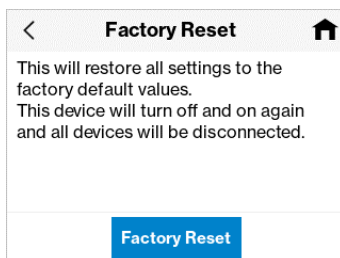 Factory Reset
This will restore all settings to the
factory default values.
This device will turn off and on again
and all devices will be disconnected.
Factory Reset